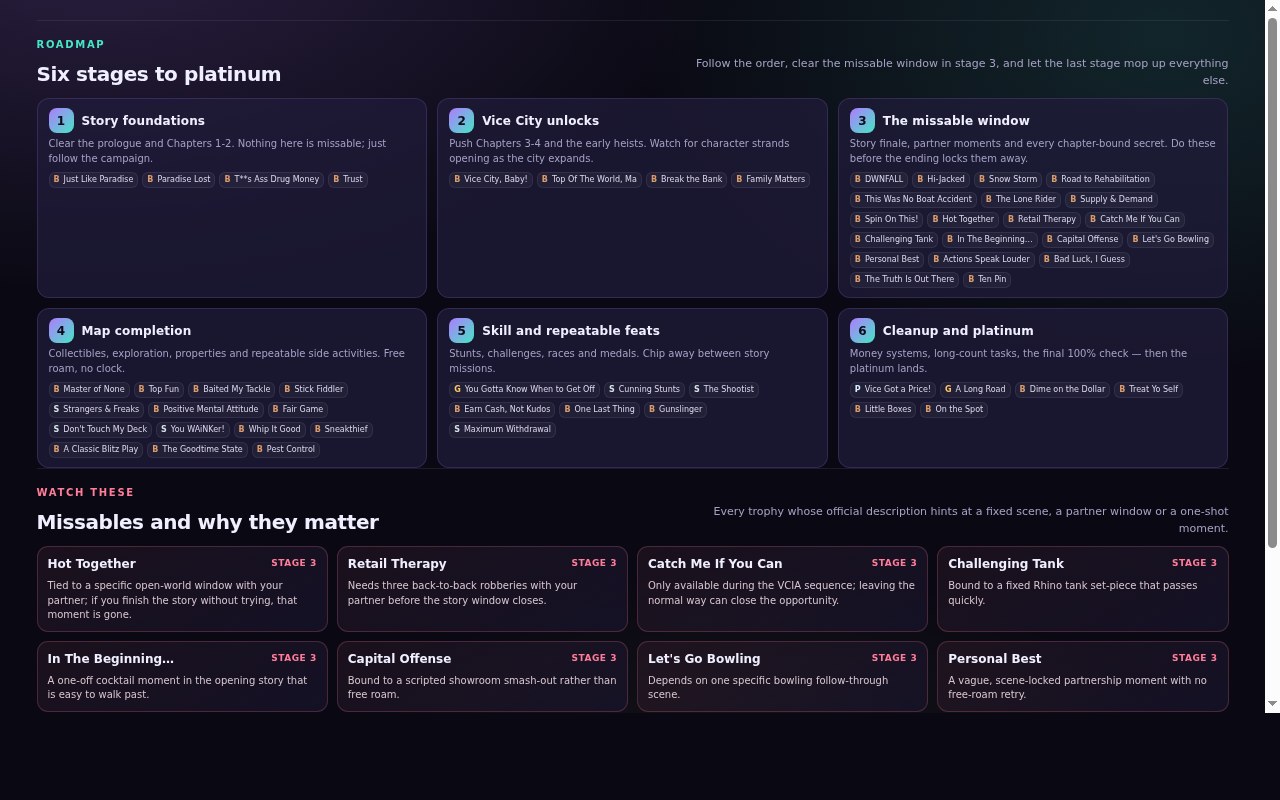 ROADMAP
Six stages to platinum
Follow the order, clear the missable window in stage 3, and let the last stage mop up everything
else.
1 Story foundations
Clear the prologue and Chapters 1-2. Nothing here is missable; just
follow the campaign.
B Just Like Paradise B Paradise Lost B T**s Ass Drug Money B Trust
2 Vice City unlocks
Push Chapters 3-4 and the early heists. Watch for character strands
opening as the city expands.
B Vice City, Baby! B Top Of The World, Ma B Break the Bank B Family Matters
3 The missable window
Story finale, partner moments and every chapter-bound secret. Do these
before the ending locks them away.
B DWNFALL B Hi-Jacked B Snow Storm B Road to Rehabilitation
B This Was No Boat Accident B The Lone Rider B Supply & Demand
B Spin On This! B Hot Together B Retail Therapy B Catch Me If You Can
B Challenging Tank B In The Beginning... B Capital Offense B Let's Go Bowling
B Personal Best B Actions Speak Louder B Bad Luck, I Guess
B The Truth Is Out There B Ten Pin
4 Map completion
Collectibles, exploration, properties and repeatable side activities. Free
roam, no clock.
B Master of None B Top Fun B Baited My Tackle B Stick Fiddler
S Strangers & Freaks B Positive Mental Attitude B Fair Game
S Don't Touch My Deck S You WAiNKer! B Whip It Good B Sneakthief
B A Classic Blitz Play B The Goodtime State B Pest Control
5 Skill and repeatable feats
Stunts, challenges, races and medals. Chip away between story
missions.
G You Gotta Know When to Get Off S Cunning Stunts S The Shootist
B Earn Cash, Not Kudos B One Last Thing B Gunslinger
S Maximum Withdrawal
6 Cleanup and platinum
Money systems, long-count tasks, the final 100% check — then the
platinum lands.
P Vice Got a Price! G A Long Road B Dime on the Dollar B Treat Yo Self
B Little Boxes B On the Spot
WATCH THESE
Missables and why they matter
Every trophy whose official description hints at a fixed scene, a partner window or a one-shot
moment.
Hot Together STAGE 3
Tied to a specific open-world window with your
partner; if you finish the story without trying, that
moment is gone.
Retail Therapy STAGE 3
Needs three back-to-back robberies with your
partner before the story window closes.
Catch Me If You Can STAGE 3
Only available during the VCIA sequence; leaving the
normal way can close the opportunity.
Challenging Tank STAGE 3
Bound to a fixed Rhino tank set-piece that passes
quickly.
In The Beginning... STAGE 3
A one-off cocktail moment in the opening story that
is easy to walk past.
Capital Offense STAGE 3
Bound to a scripted showroom smash-out rather than
free roam.
Let's Go Bowling STAGE 3
Depends on one specific bowling follow-through
scene.
Personal Best STAGE 3
A vague, scene-locked partnership moment with no
free-roam retry.